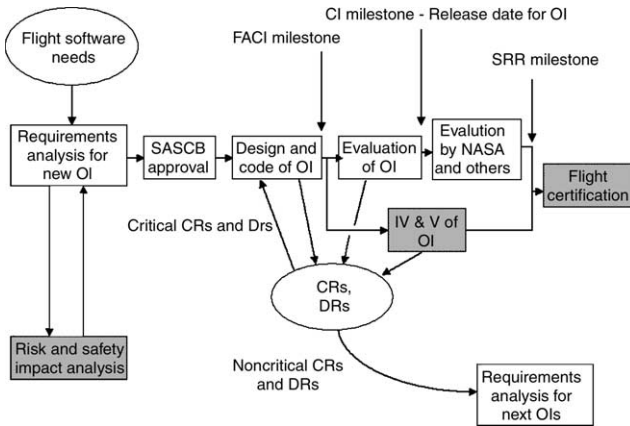 CI milestone - Release date for OI
FACI milestone
SRR milestone
Flight software
needs
Requirements
analysis for
new OI
SASCB
approval
Design and
code of OI
Evaluation
of OI
Evalution
by NASA
and others
Flight
certification
IV & V of
OI
Critical CRs and Drs
CRs,
DRs
Risk and safety
impact analysis
Noncritical CRs
and DRs
Requirements
analysis for
next OIs